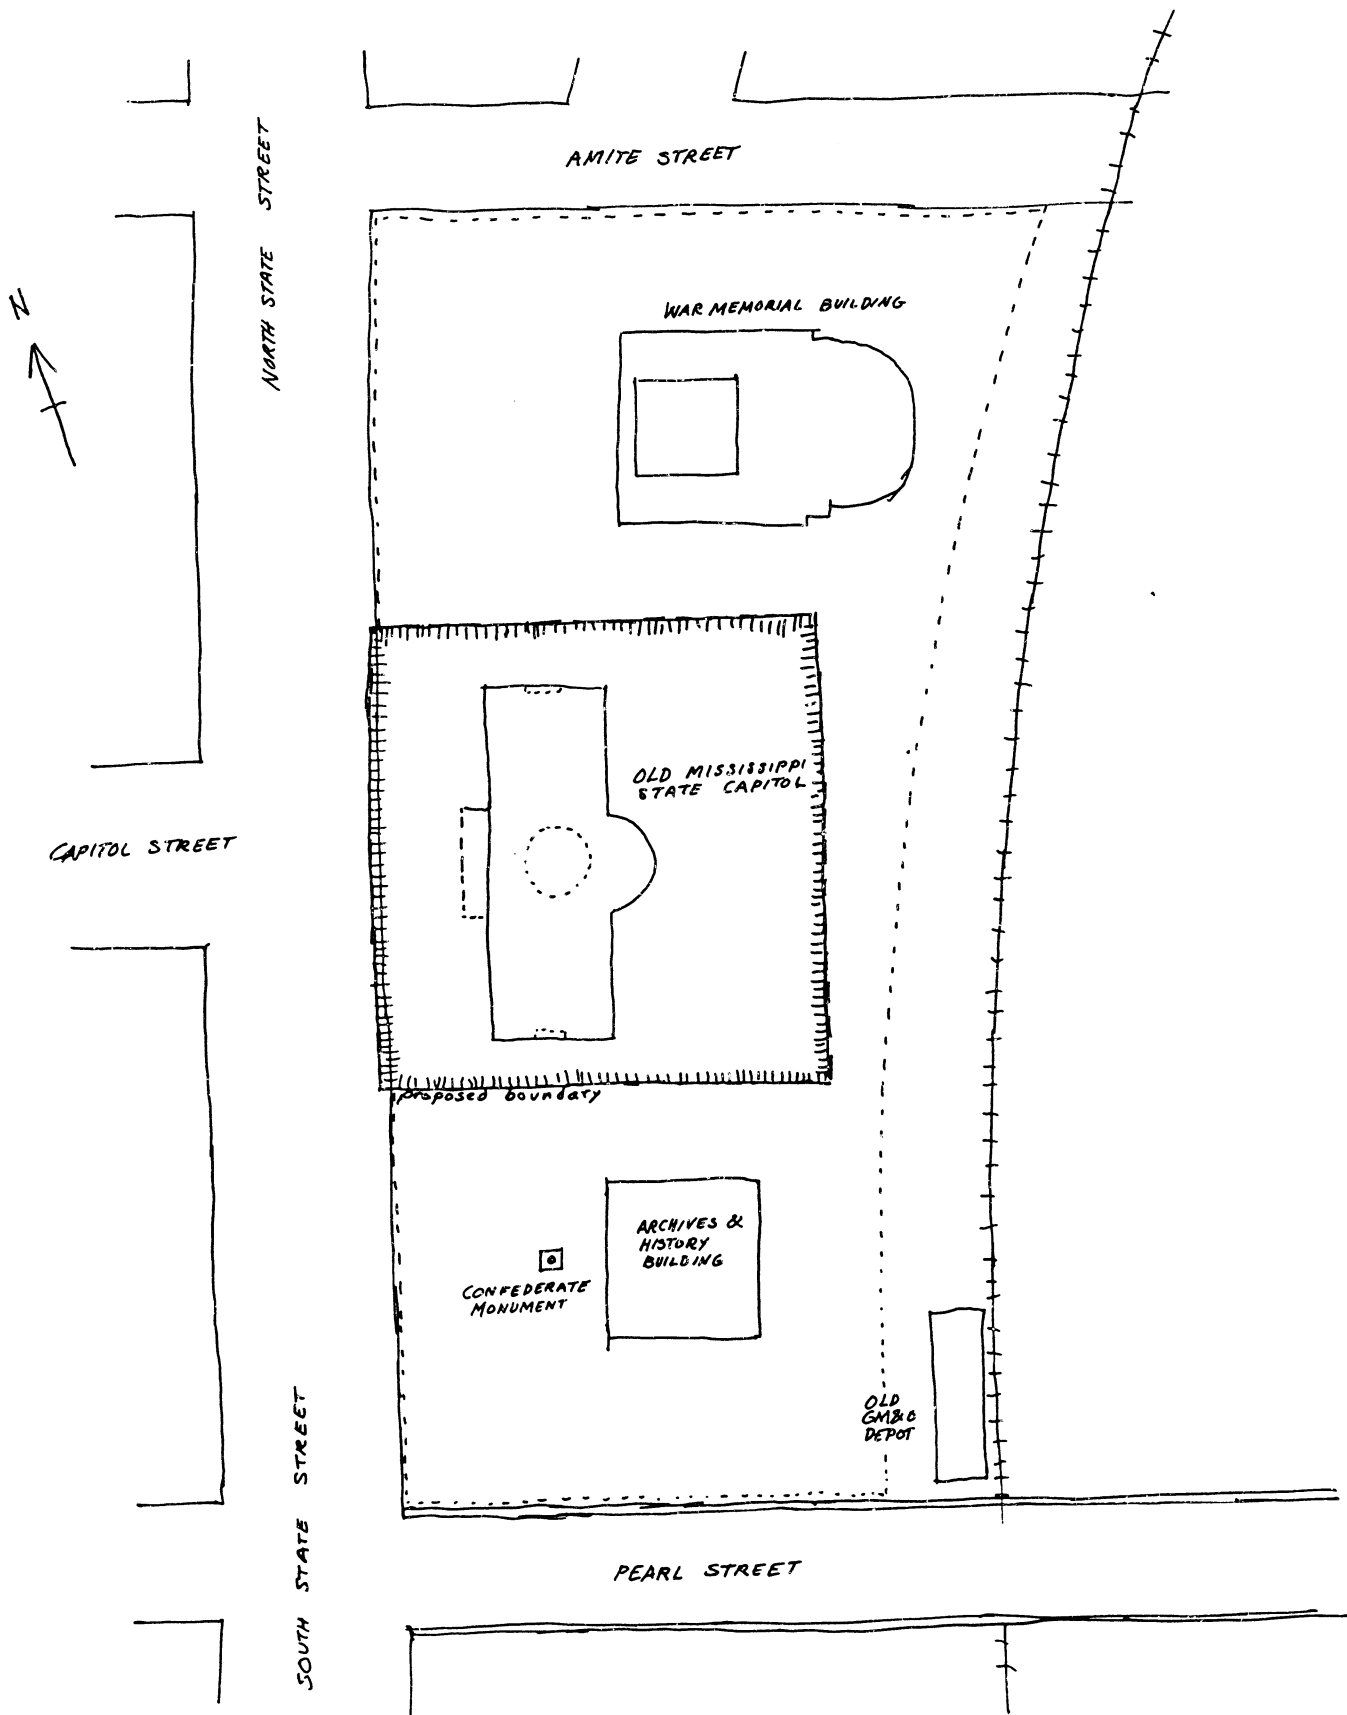 AMITE STREET
NORTH STATE STREET
N
WAR MEMORIAL BUILDING
OLD MISSISSIPPI
STATE CAPITOL
CAPITOL STREET
proposed boundary
ARCHIVES &
HISTORY
BUILDING
CONFEDERATE
MONUMENT
OLD
GM&O
DEPOT
SOUTH STATE STREET
PEARL STREET